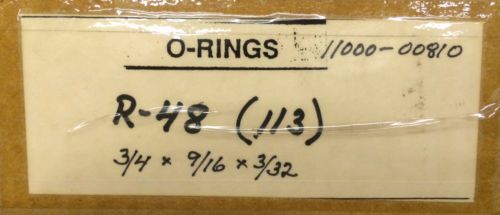 O-RINGS 11000-00810
R-48 (113)
3/4 x 9/16 x 3/32